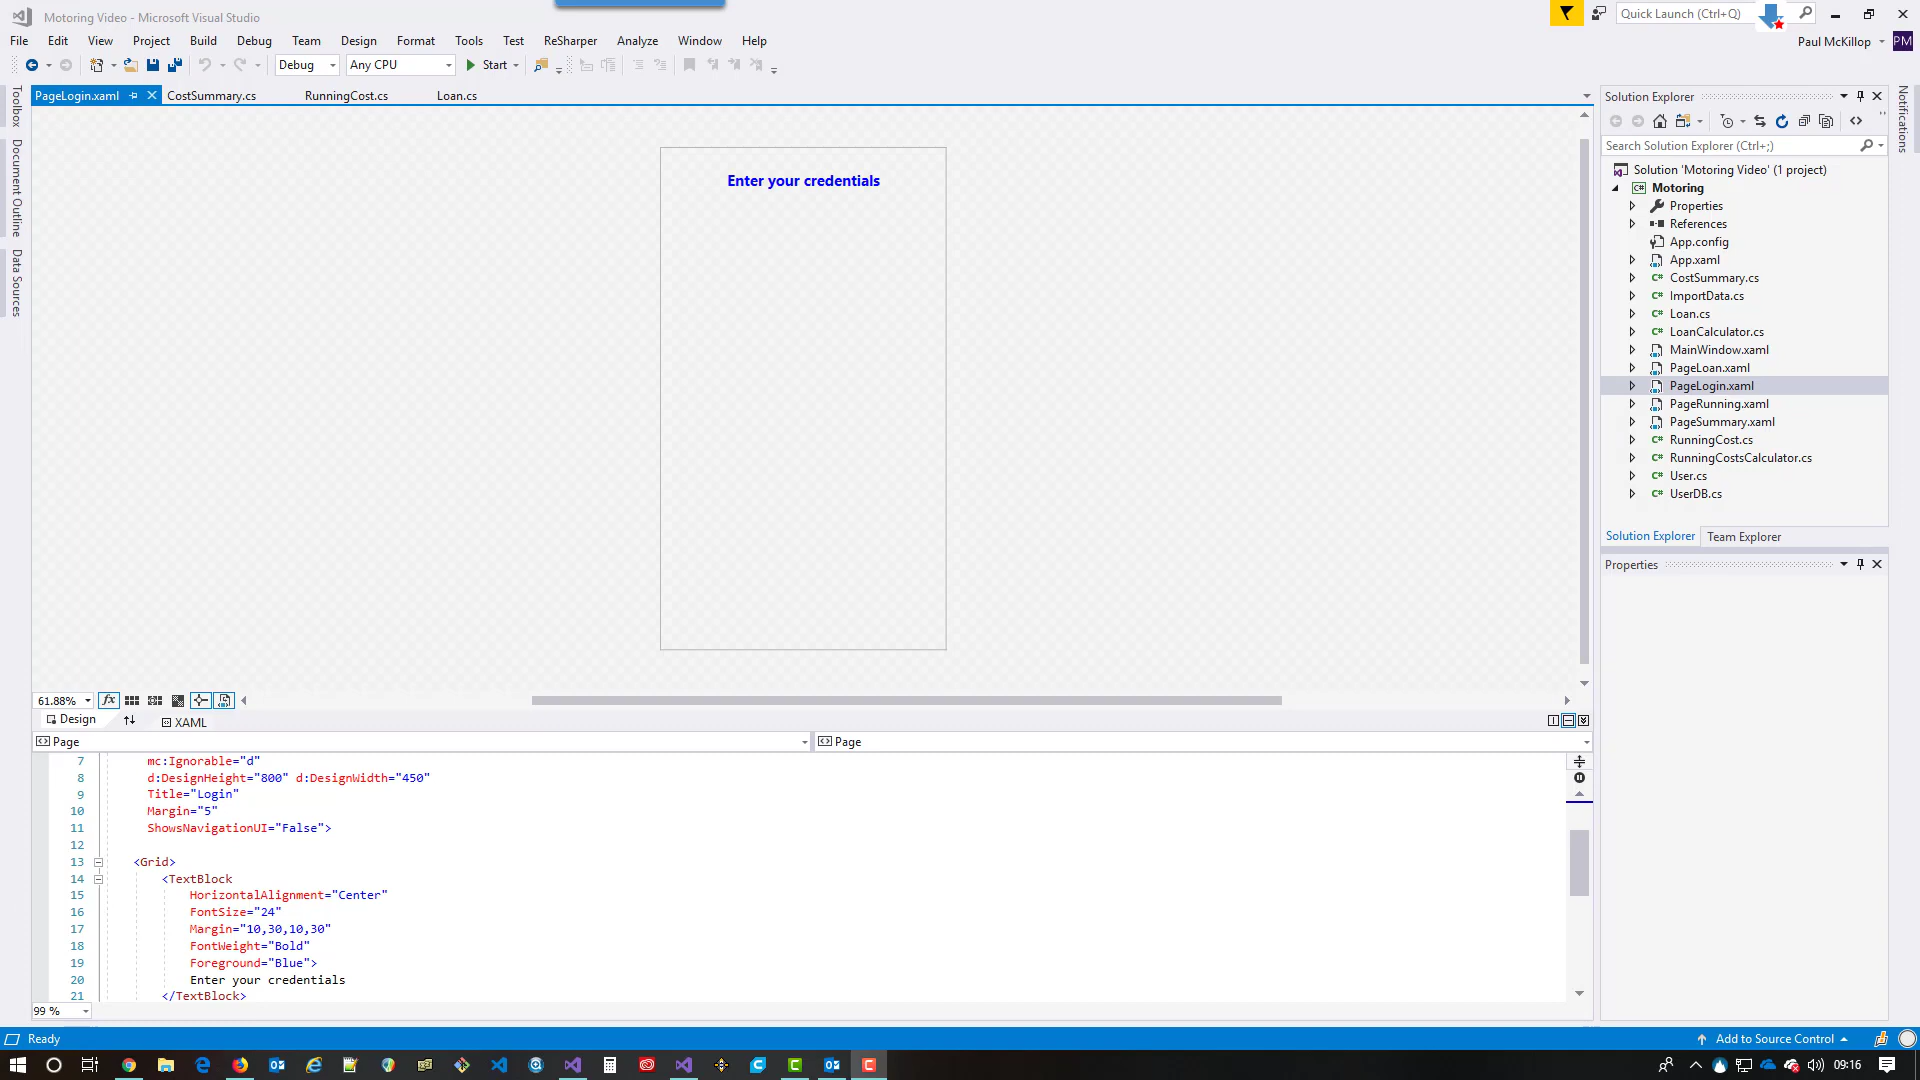 Motoring Video - Microsoft Visual Studio
Quick Launch (Ctrl+Q)
File Edit View Project Build Debug Team Design Format Tools Test ReSharper Analyze Window Help
Paul McKillop PM
Debug Any CPU Start
PageLogin.xaml CostSummary.cs RunningCost.cs Loan.cs
Toolbox
Document Outline
Data Sources
Enter your credentials
Solution Explorer
Notifications
Search Solution Explorer (Ctrl+;)
Solution 'Motoring Video' (1 project)
C# Motoring
Properties
References
App.config
App.xaml
C# CostSummary.cs
C# ImportData.cs
C# Loan.cs
C# LoanCalculator.cs
MainWindow.xaml
PageLoan.xaml
PageLogin.xaml
PageRunning.xaml
PageSummary.xaml
C# RunningCost.cs
C# RunningCostsCalculator.cs
C# User.cs
C# UserDB.cs
Solution Explorer Team Explorer
Properties
61.88% fx
Design XAML
Page Page
7 mc:Ignorable="d"
8 d:DesignHeight="800" d:DesignWidth="450"
9 Title="Login"
10 Margin="5"
11 ShowsNavigationUI="False">
12
13 <Grid>
14 <TextBlock
15 HorizontalAlignment="Center"
16 FontSize="24"
17 Margin="10,30,10,30"
18 FontWeight="Bold"
19 Foreground="Blue">
20 Enter your credentials
21 </TextBlock>
99 %
Ready
Add to Source Control
09:16